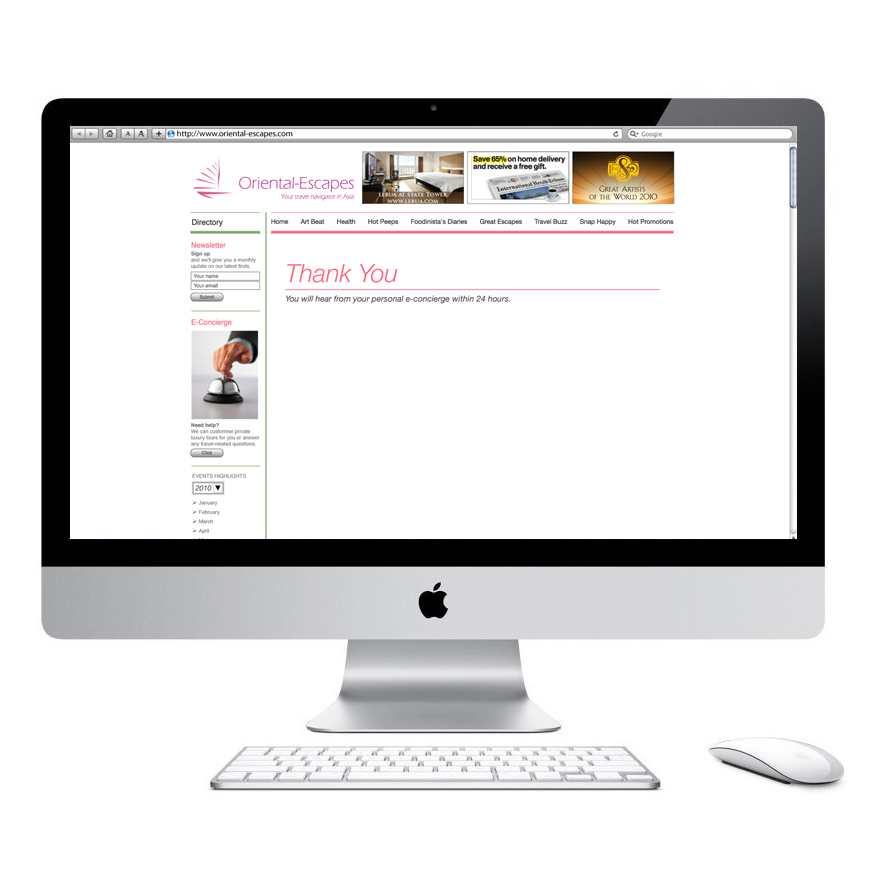 A A + http://www.oriental-escapes.com
Google
Oriental-Escapes
Your travel navigator in Asia
LEBUA AT STATE TOWER
WWW.LEBUA.COM
Save 65% on home delivery
and receive a free gift.
International Herald Tribune
GREAT ARTISTS
OF THE WORLD 2010
Directory
Home Art Beat Health Hot Peeps Foodinista's Diaries Great Escapes Travel Buzz Snap Happy Hot Promotions
Newsletter
Sign up
and we'll give you a monthly
update on our latest finds.
Your name
Your email
Submit
Thank You
You will hear from your personal e-concierge within 24 hours.
E-Concierge
Need help?
We can customise private
luxury tours for you or answer
any travel-related questions.
Click
EVENTS HIGHLIGHTS
2010
January
February
March
April